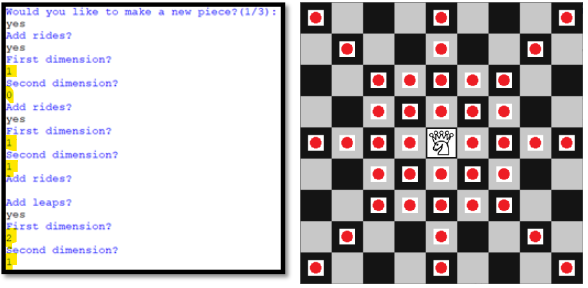 Would you like to make a new piece?(1/3):
yes
Add rides?
yes
First dimension?
1
Second dimension?
0
Add rides?
yes
First dimension?
1
Second dimension?
1
Add rides?
Add leaps?
yes
First dimension?
2
Second dimension?
1